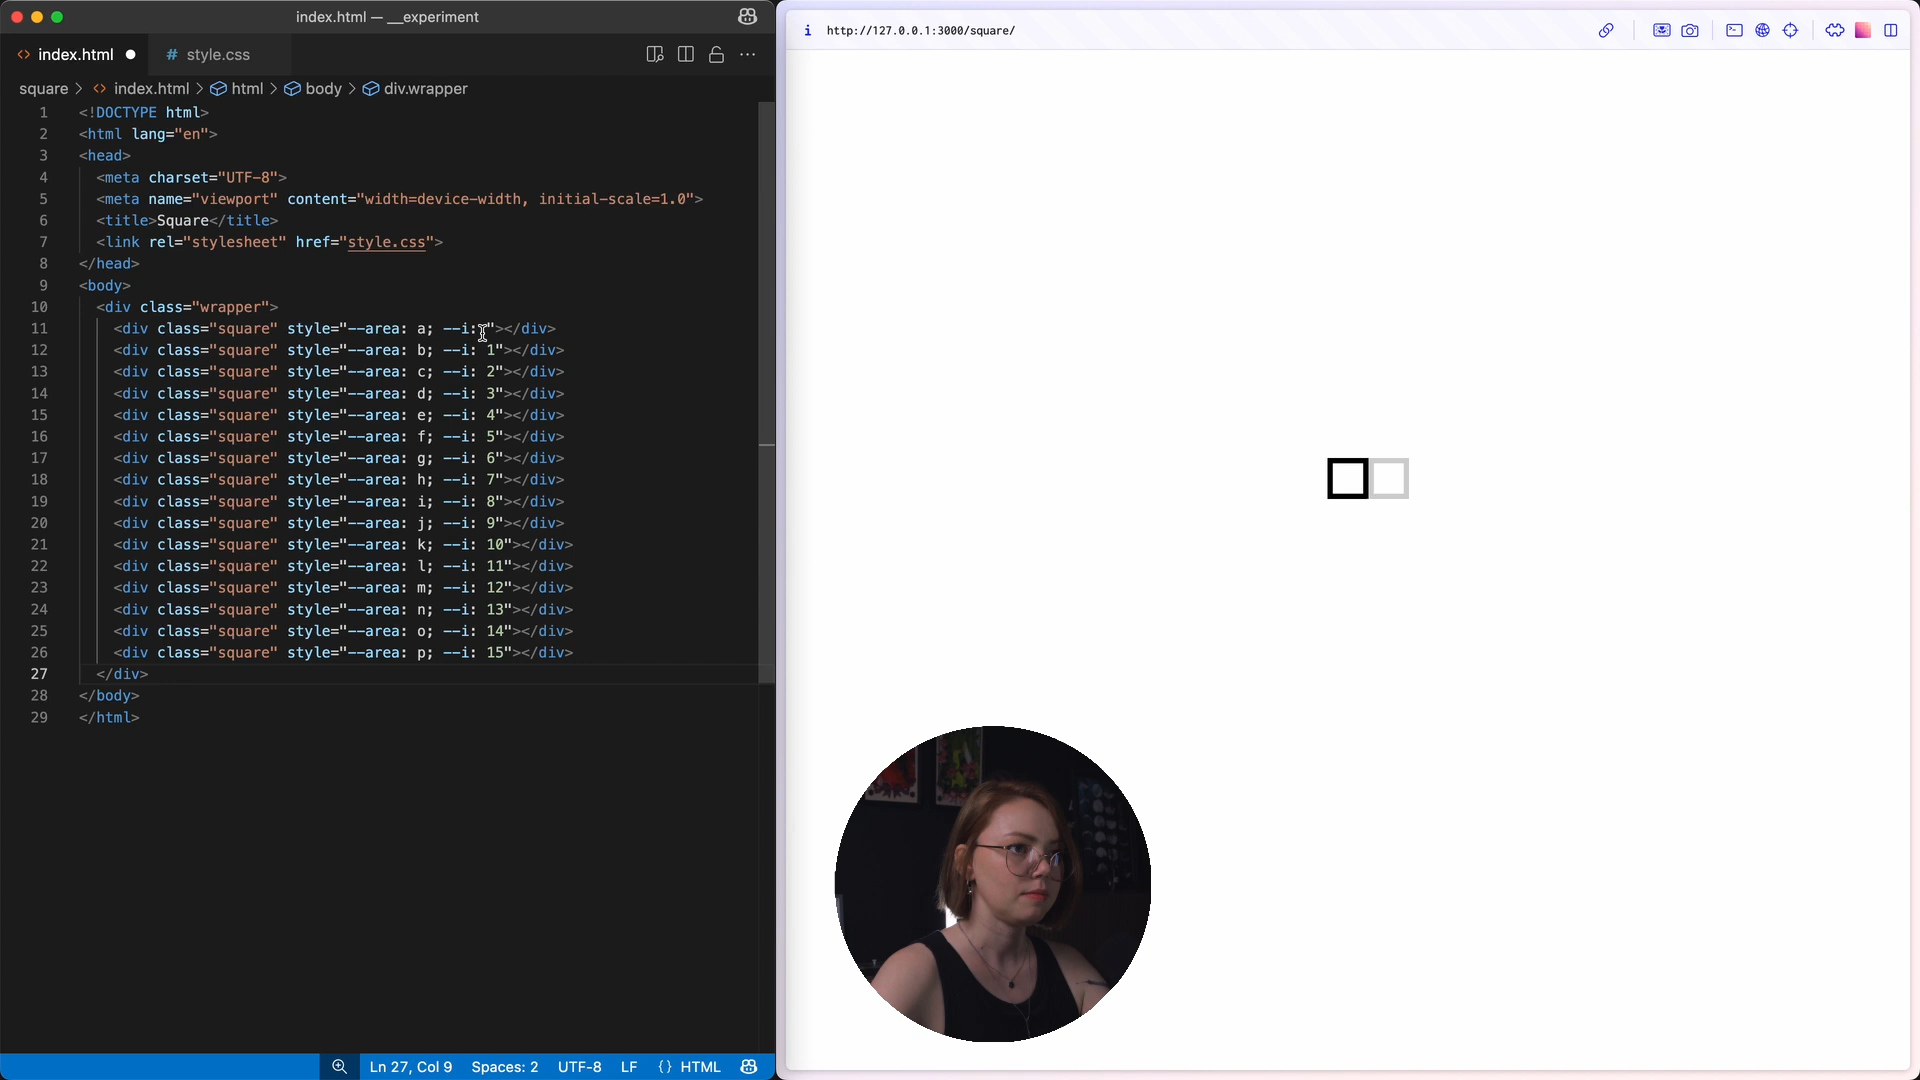 index.html — __experiment
index.html
# style.css
square > <> index.html > html > body > div.wrapper
1 <!DOCTYPE html>
2 <html lang="en">
3 <head>
4 <meta charset="UTF-8">
5 <meta name="viewport" content="width=device-width, initial-scale=1.0">
6 <title>Square</title>
7 <link rel="stylesheet" href="style.css">
8 </head>
9 <body>
10 <div class="wrapper">
11 <div class="square" style="--area: a; --i: "></div>
12 <div class="square" style="--area: b; --i: 1"></div>
13 <div class="square" style="--area: c; --i: 2"></div>
14 <div class="square" style="--area: d; --i: 3"></div>
15 <div class="square" style="--area: e; --i: 4"></div>
16 <div class="square" style="--area: f; --i: 5"></div>
17 <div class="square" style="--area: g; --i: 6"></div>
18 <div class="square" style="--area: h; --i: 7"></div>
19 <div class="square" style="--area: i; --i: 8"></div>
20 <div class="square" style="--area: j; --i: 9"></div>
21 <div class="square" style="--area: k; --i: 10"></div>
22 <div class="square" style="--area: l; --i: 11"></div>
23 <div class="square" style="--area: m; --i: 12"></div>
24 <div class="square" style="--area: n; --i: 13"></div>
25 <div class="square" style="--area: o; --i: 14"></div>
26 <div class="square" style="--area: p; --i: 15"></div>
27 </div>
28 </body>
29 </html>
Ln 27, Col 9 Spaces: 2 UTF-8 LF {} HTML
i http://127.0.0.1:3000/square/